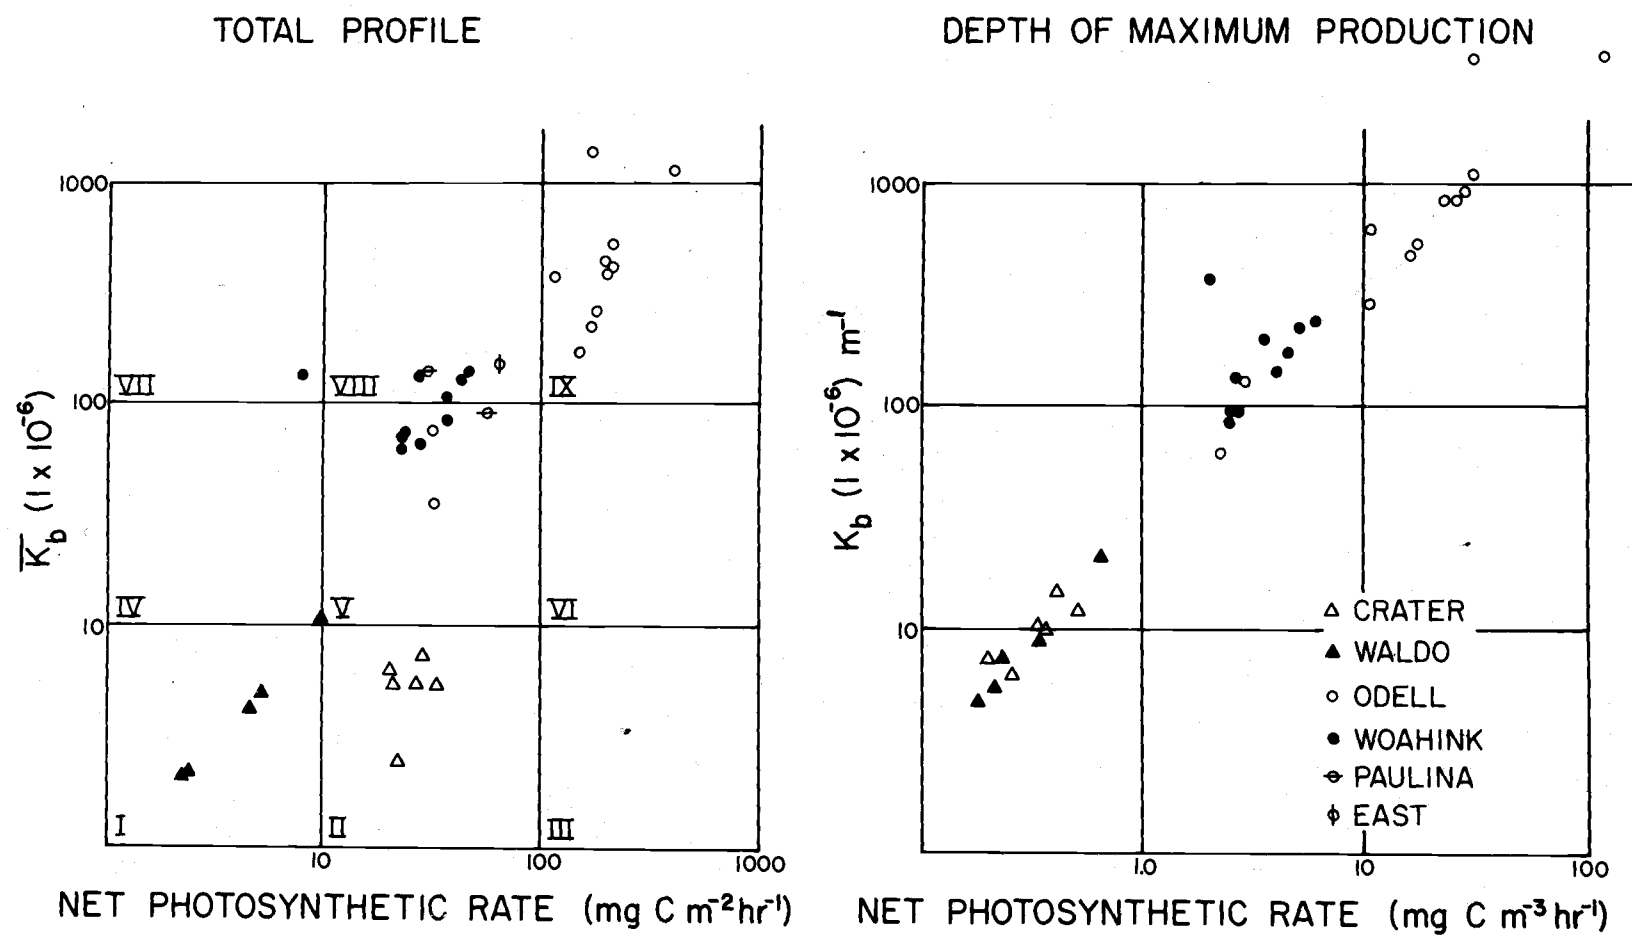 TOTAL PROFILE
DEPTH OF MAXIMUM PRODUCTION
K̅b (1 x 10⁻⁶)
1000
100
10
VII
VIII
IX
IV
V
VI
I
II
III
10
100
1000
NET PHOTOSYNTHETIC RATE (mg C m⁻² hr⁻¹)
Kb (1 x 10⁻⁶) m⁻¹
1000
100
10
CRATER
WALDO
ODELL
WOAHINK
PAULINA
EAST
1.0
10
100
NET PHOTOSYNTHETIC RATE (mg C m⁻³ hr⁻¹)